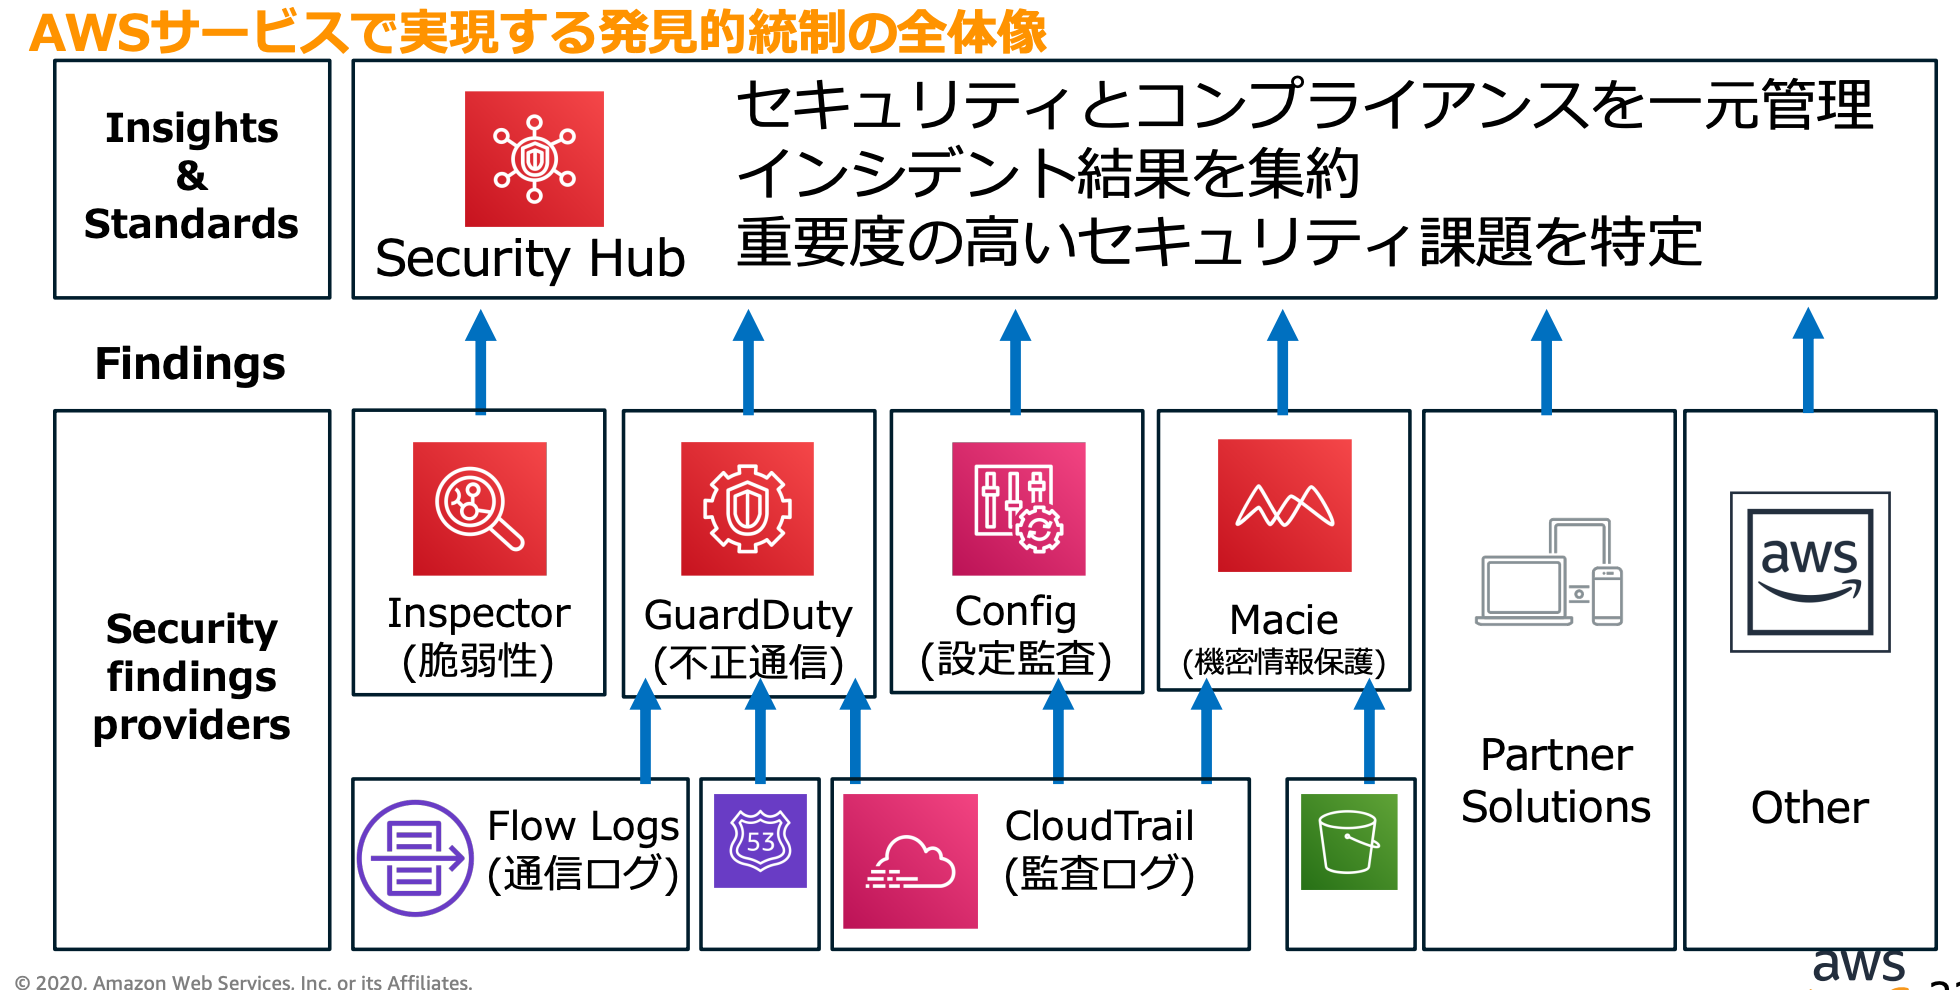 AWSサービスで実現する発見的統制の全体像
Insights
&
Standards
Security Hub
セキュリティとコンプライアンスを一元管理
インシデント結果を集約
重要度の高いセキュリティ課題を特定
Findings
Security
findings
providers
Inspector
(脆弱性)
GuardDuty
(不正通信)
Config
(設定監査)
Macie
(機密情報保護)
Partner
Solutions
aws
Other
Flow Logs
(通信ログ)
53
CloudTrail
(監査ログ)
© 2020, Amazon Web Services, Inc. or its Affiliates.
aws